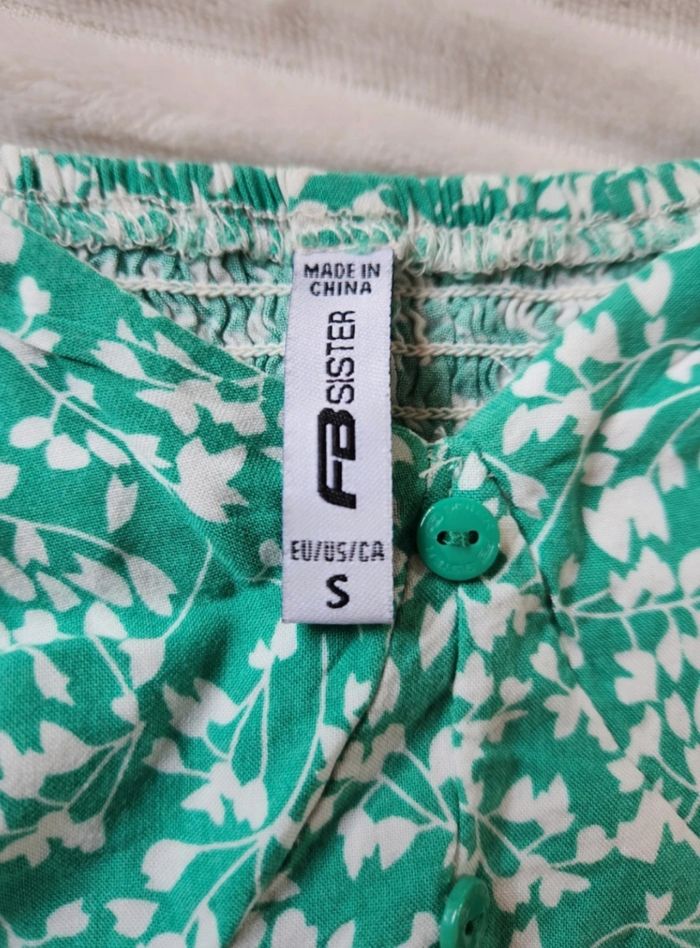 MADE IN
CHINA
FB SISTER
EU/US/CA
S